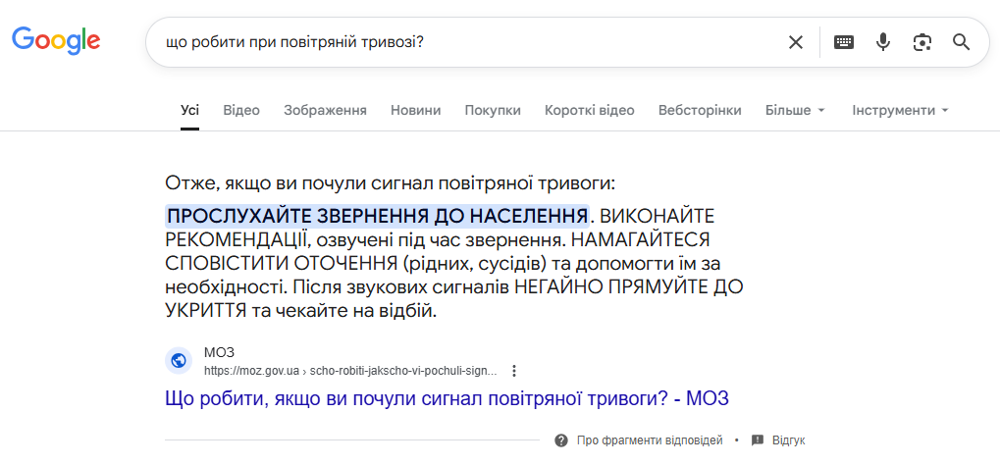 Google
що робити при повітряній тривозі?
Усі Відео Зображення Новини Покупки Короткі відео Вебсторінки Більше Інструменти
Отже, якщо ви почули сигнал повітряної тривоги:
ПРОСЛУХАЙТЕ ЗВЕРНЕННЯ ДО НАСЕЛЕННЯ. ВИКОНАЙТЕ
РЕКОМЕНДАЦІЇ, озвучені під час звернення. НАМАГАЙТЕСЯ
СПОВІСТИТИ ОТОЧЕННЯ (рідних, сусідів) та допомогти їм за
необхідності. Після звукових сигналів НЕГАЙНО ПРЯМУЙТЕ ДО
УКРИТТЯ та чекайте на відбій.
МОЗ
https://moz.gov.ua › scho-robiti-jakscho-vi-pochuli-sign...
Що робити, якщо ви почули сигнал повітряної тривоги? - МОЗ
Про фрагменти відповідей • Відгук